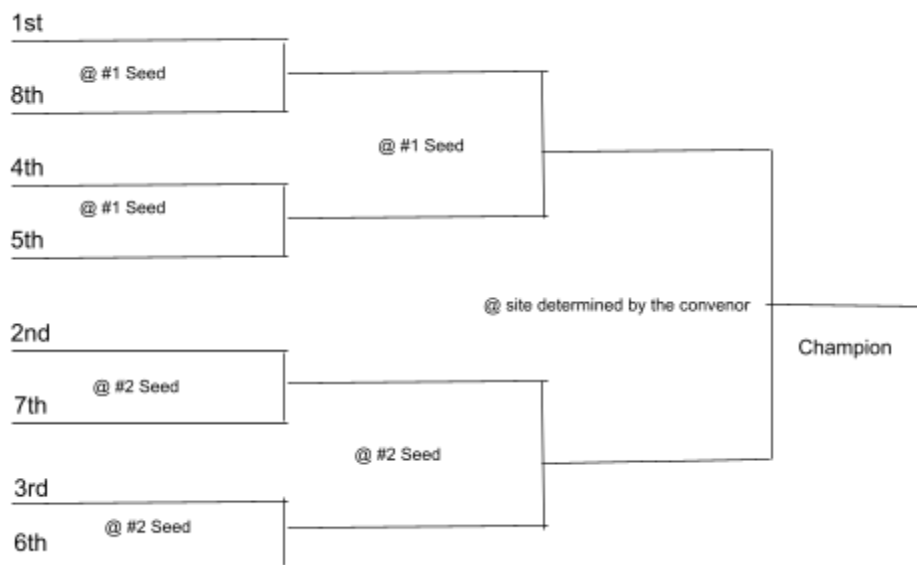 1st
@ #1 Seed
8th
@ #1 Seed
4th
@ #1 Seed
5th
@ site determined by the convenor
2nd
Champion
@ #2 Seed
7th
@ #2 Seed
3rd
@ #2 Seed
6th